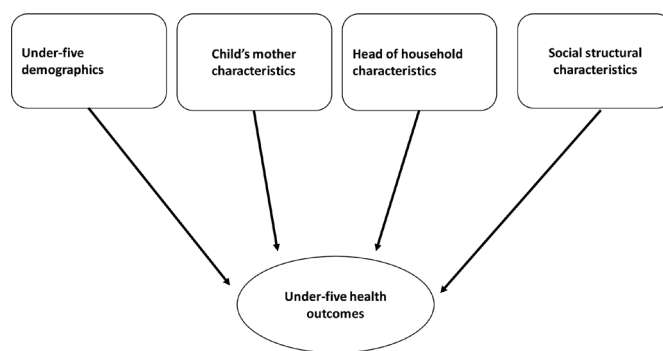 Under-five
demographics
Child's mother
characteristics
Head of household
characteristics
Social structural
characteristics
Under-five health
outcomes